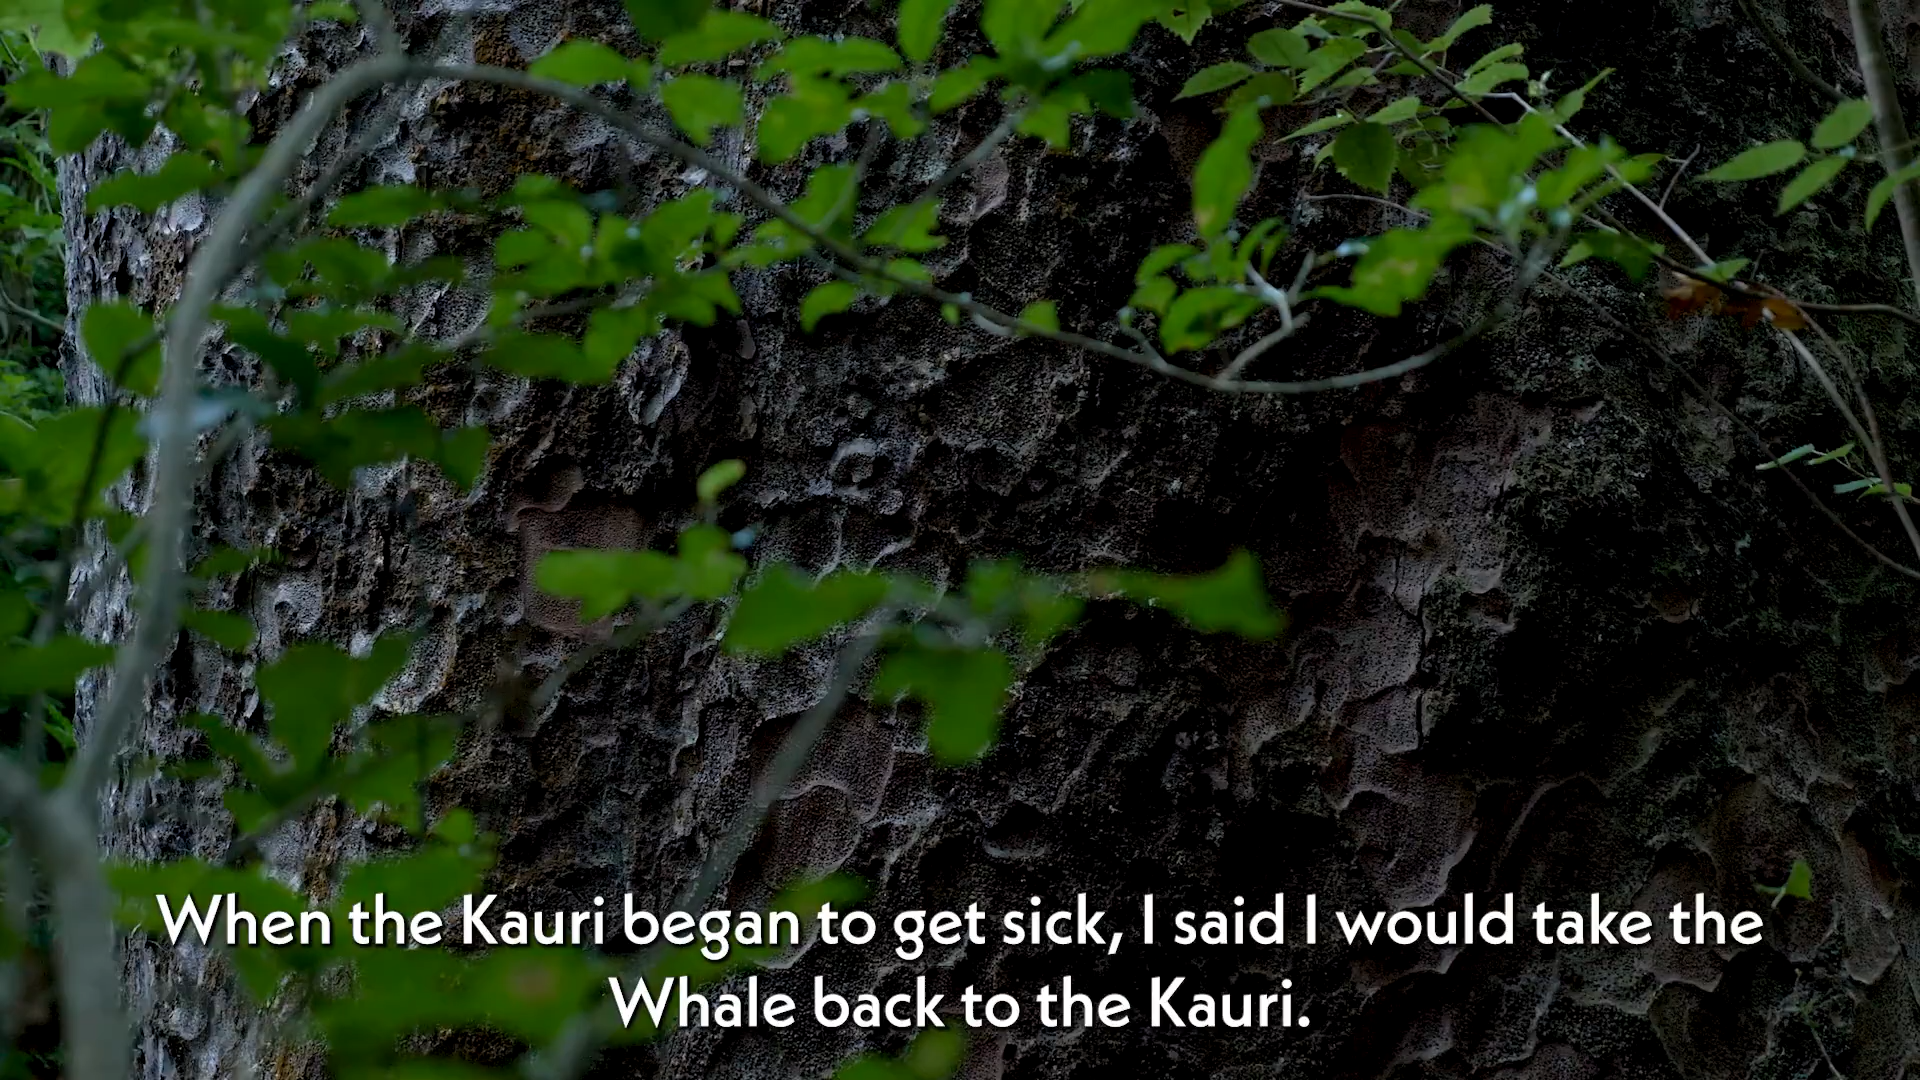 When the Kauri began to get sick, I said I would take the
Whale back to the Kauri.